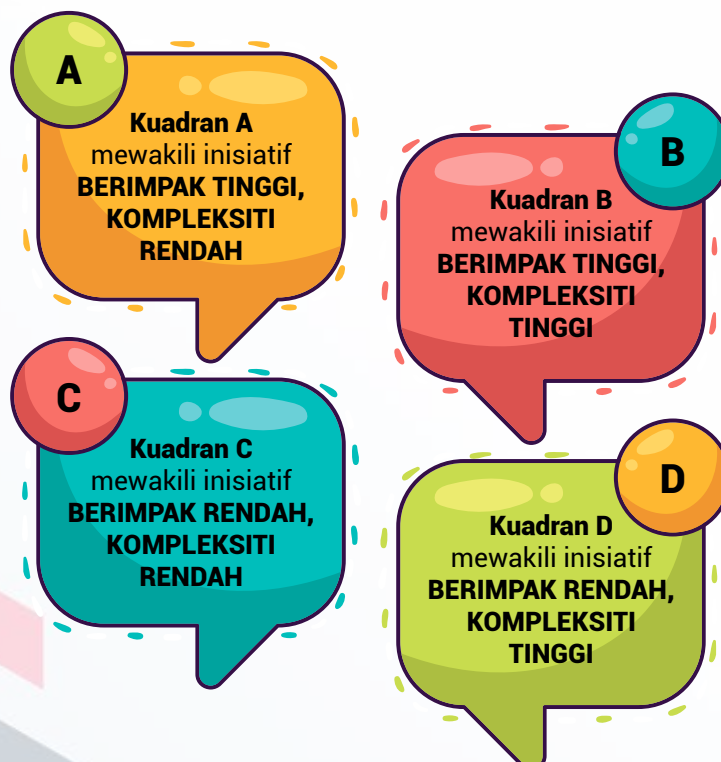 A
Kuadran A
mewakili inisiatif
BERIMPAK TINGGI,
KOMPLEKSITI
RENDAH
B
Kuadran B
mewakili inisiatif
BERIMPAK TINGGI,
KOMPLEKSITI
TINGGI
C
Kuadran C
mewakili inisiatif
BERIMPAK RENDAH,
KOMPLEKSITI
RENDAH
D
Kuadran D
mewakili inisiatif
BERIMPAK RENDAH,
KOMPLEKSITI
TINGGI